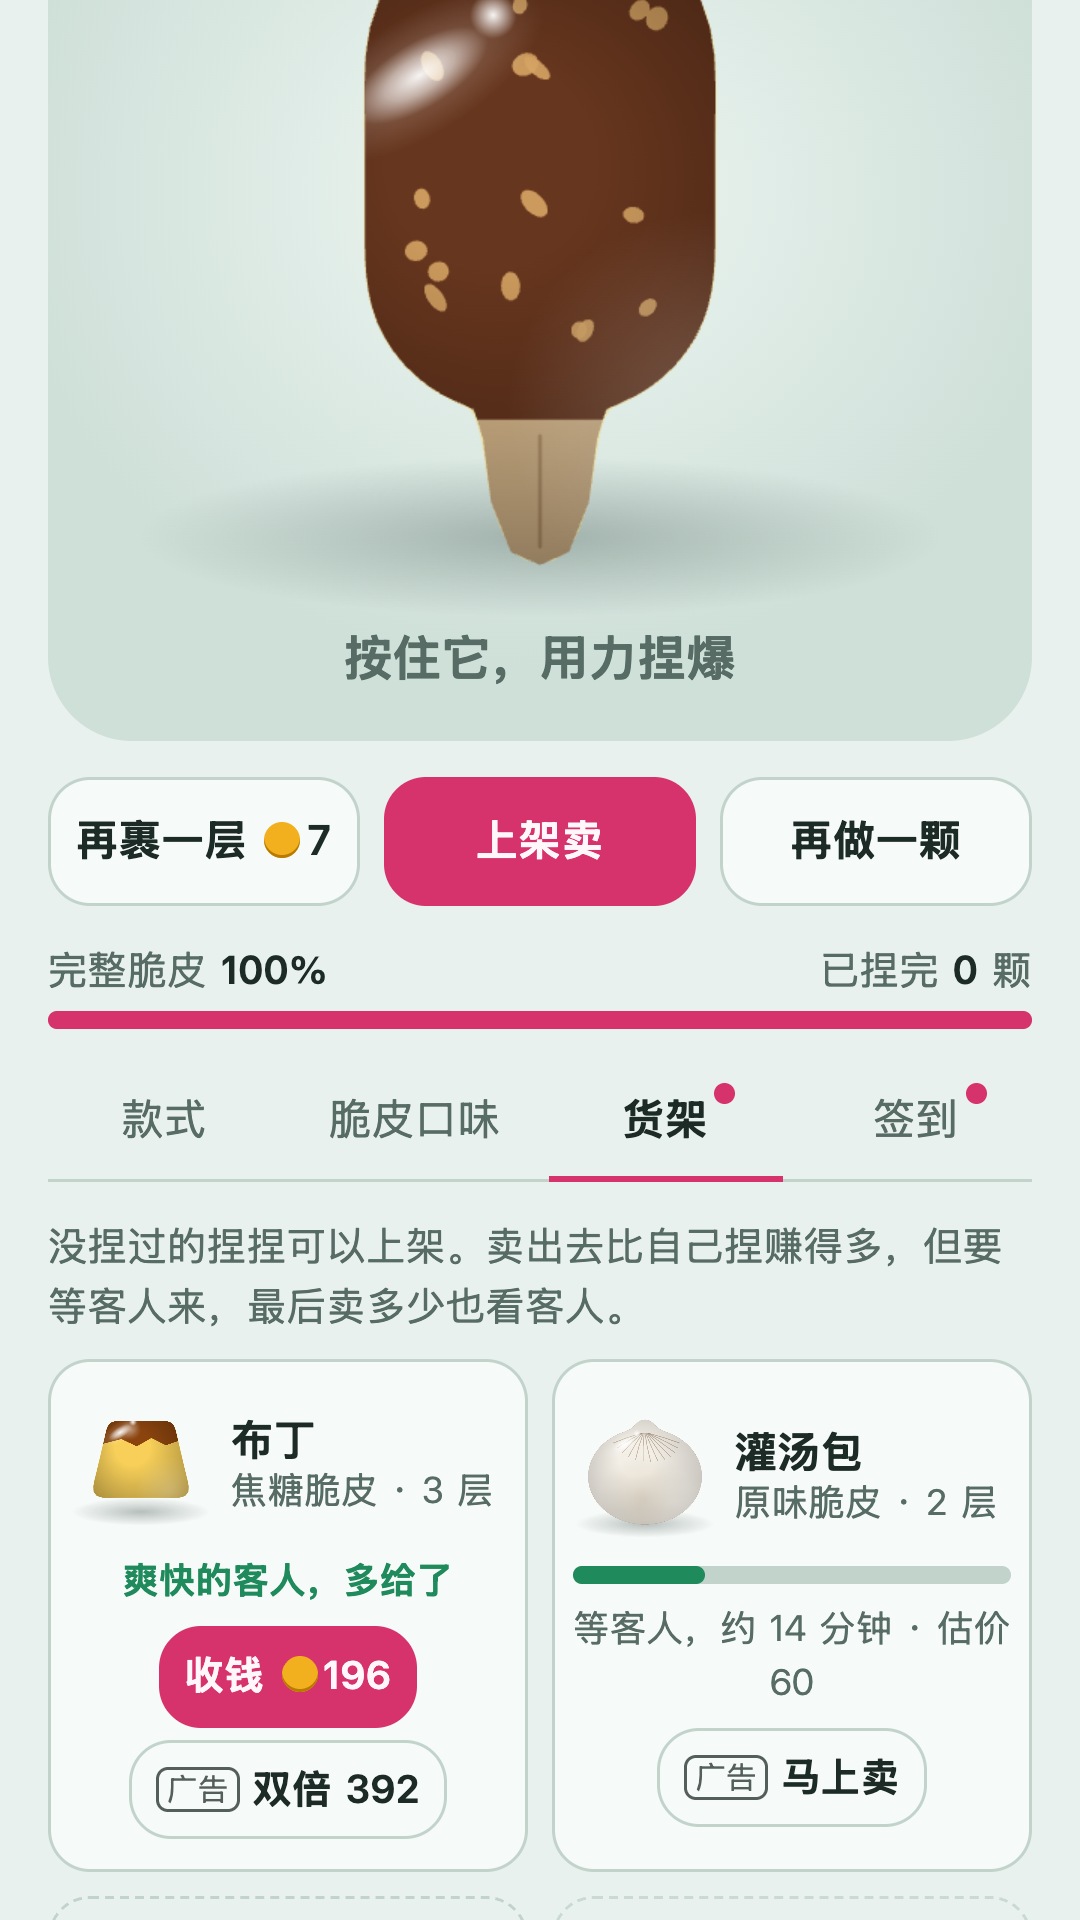 按住它，用力捏爆
再裹一层 7
上架卖
再做一颗
完整脆皮 100%
已捏完 0 颗
款式
脆皮口味
货架
签到
没捏过的捏捏可以上架。卖出去比自己捏赚得多，但要
等客人来，最后卖多少也看客人。
布丁
焦糖脆皮 · 3 层
爽快的客人，多给了
收钱 196
广告 双倍 392
灌汤包
原味脆皮 · 2 层
等客人，约 14 分钟 · 估价
60
广告 马上卖